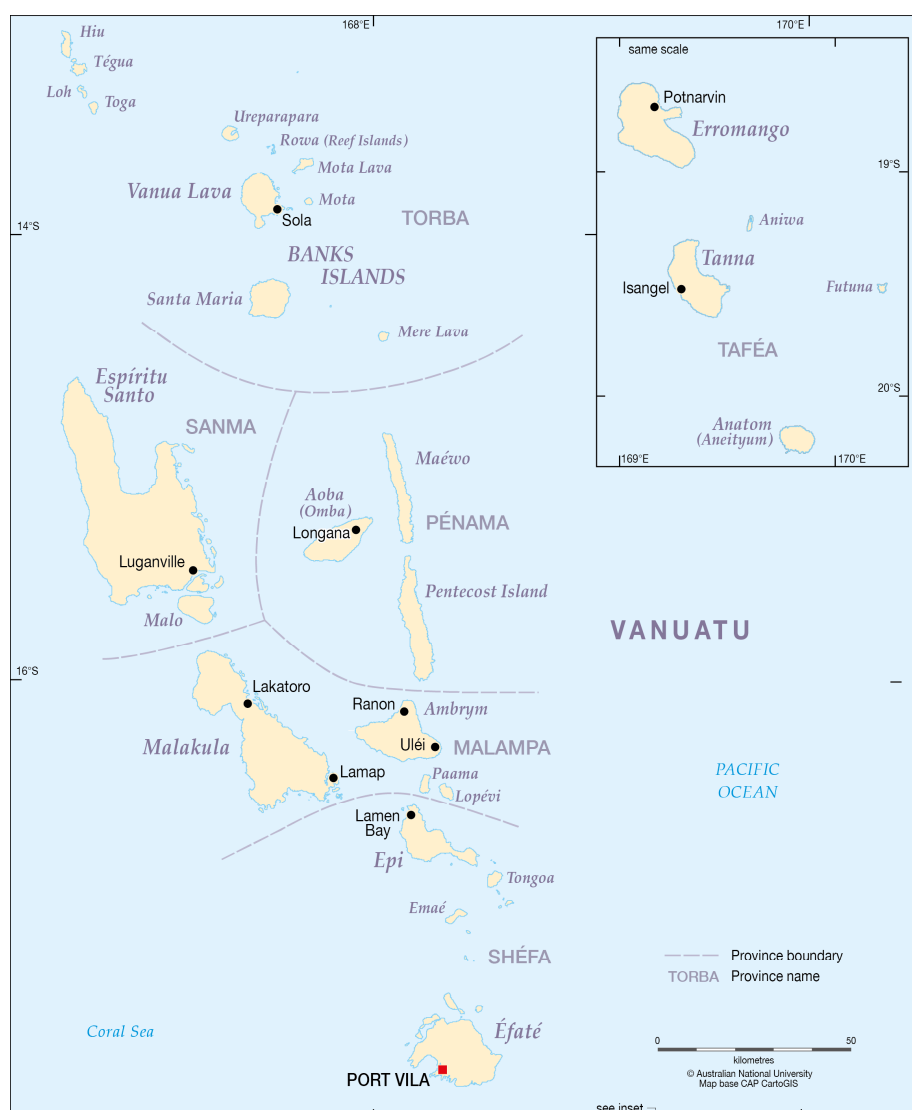 168°E
170°E
Hiu
Tégua
Loh
Toga
same scale
Potnarvin
Erromango
Ureparapara
Rowa (Reef Islands)
Mota Lava
Vanua Lava
Mota
Sola
TORBA
19°S
Aniwa
14°S
BANKS
ISLANDS
Tanna
Isangel
Futuna
Santa Maria
Mere Lava
TAFÉA
Espíritu
Santo
20°S
SANMA
Anatom
(Aneityum)
169°E
170°E
Maéwo
Aoba
(Omba)
Longana
PÉNAMA
Luganville
Malo
Pentecost Island
VANUATU
16°S
Lakatoro
Ranon
Ambrym
Malakula
Uléi
MALAMPA
Lamap
Paama
Lopévi
PACIFIC
OCEAN
Lamen
Bay
Epi
Tongoa
Emaé
SHÉFA
Province boundary
TORBA Province name
Coral Sea
Éfaté
0 50
kilometres
© Australian National University
Map base CAP CartoGIS
PORT VILA
see inset